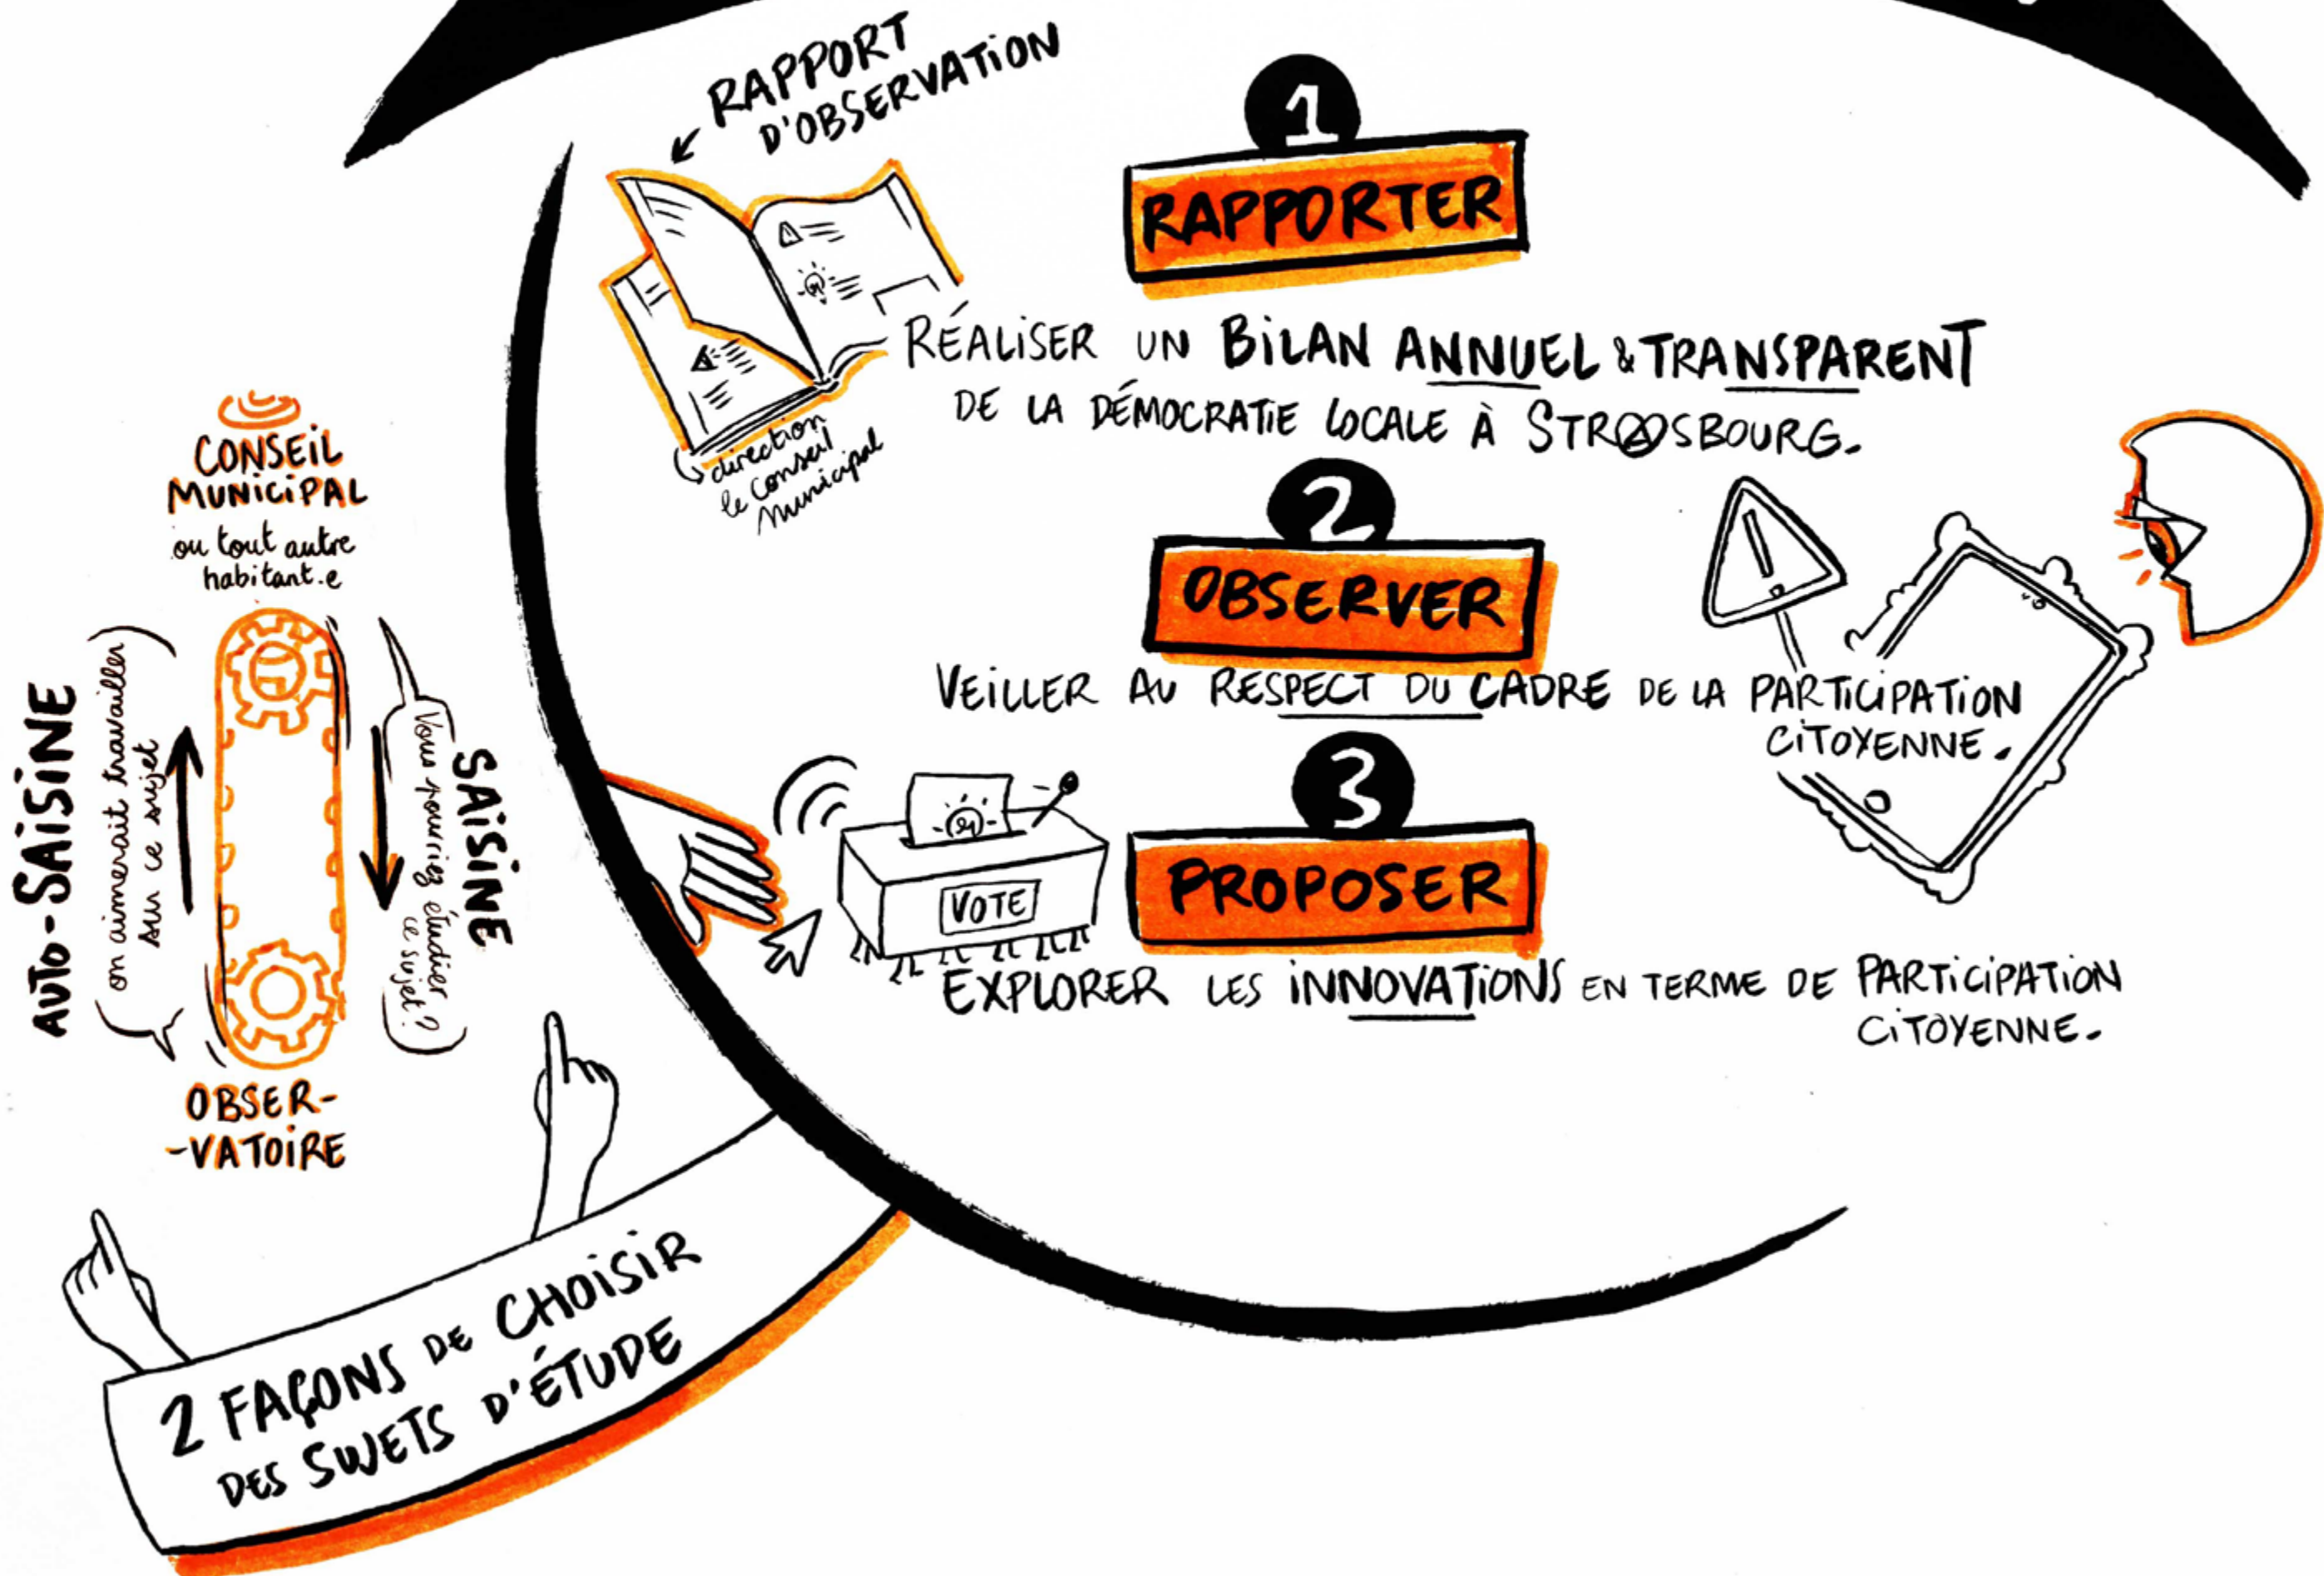 RAPPORT
D'OBSERVATION
1
RAPPORTER
RÉALISER UN BILAN ANNUEL & TRANSPARENT
DE LA DÉMOCRATIE LOCALE À STRASBOURG.
direction
le Conseil
Municipal
2
OBSERVER
VEILLER AU RESPECT DU CADRE DE LA PARTICIPATION
CITOYENNE.
3
PROPOSER
VOTE
EXPLORER LES INNOVATIONS EN TERME DE PARTICIPATION
CITOYENNE.
CONSEIL
MUNICIPAL
ou tout autre
habitant.e
AUTO-SAISINE
on aimerait travailler
sur ce sujet
SAISINE
Vous pourriez étudier
ce sujet?
OBSER-
-VATOIRE
2 FAÇONS DE CHOISIR
DES SUJETS D'ÉTUDE